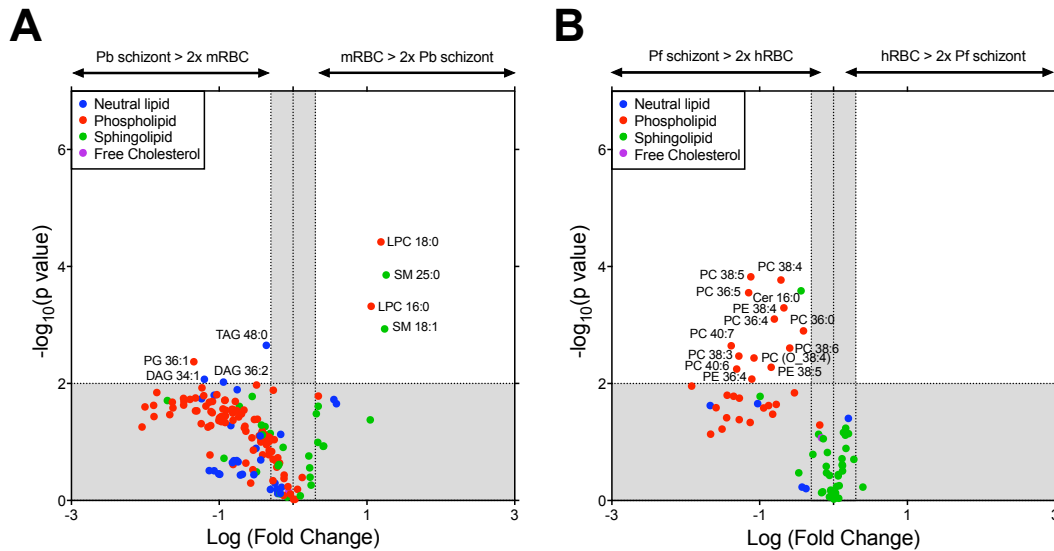 A
Pb schizont > 2x mRBC
mRBC > 2x Pb schizont
Neutral lipid
Phospholipid
Sphingolipid
Free Cholesterol
6
4
2
0
-log10(p value)
LPC 18:0
SM 25:0
LPC 16:0
SM 18:1
TAG 48:0
PG 36:1
DAG 36:2
DAG 34:1
-3
-1
1
3
Log (Fold Change)
B
Pf schizont > 2x hRBC
hRBC > 2x Pf schizont
Neutral lipid
Phospholipid
Sphingolipid
Free Cholesterol
6
4
2
0
-log10(p value)
PC 38:5
PC 38:4
PC 36:5
Cer 16:0
PE 38:4
PC 36:4
PC 36:0
PC 40:7
PC 38:6
PC 38:3
PC (O_38:4)
PC 40:6
PE 38:5
PE 36:4
-3
-1
1
3
Log (Fold Change)